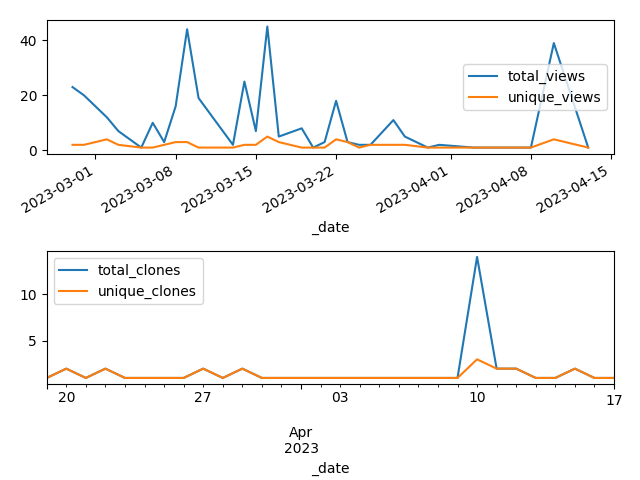 40
20
0
total_views
unique_views
2023-03-01
2023-03-08
2023-03-15
2023-03-22
2023-04-01
2023-04-08
2023-04-15
_date
total_clones
unique_clones
10
5
20
27
03
10
17
Apr
2023
_date